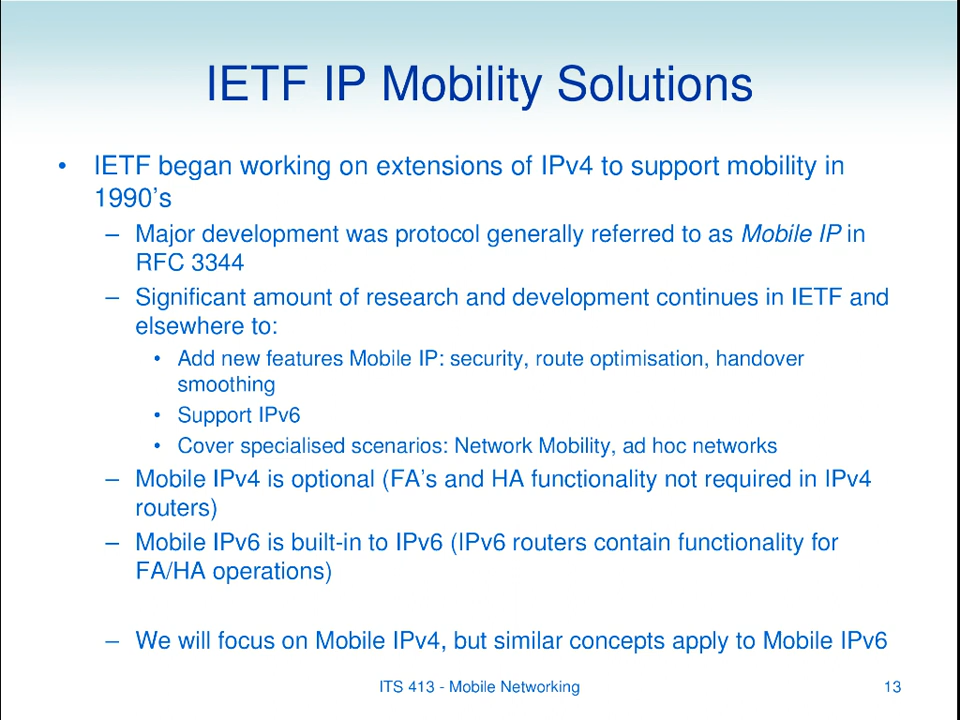 IETF IP Mobility Solutions
• IETF began working on extensions of IPv4 to support mobility in
1990's
– Major development was protocol generally referred to as Mobile IP in
RFC 3344
– Significant amount of research and development continues in IETF and
elsewhere to:
• Add new features Mobile IP: security, route optimisation, handover
smoothing
• Support IPv6
• Cover specialised scenarios: Network Mobility, ad hoc networks
– Mobile IPv4 is optional (FA's and HA functionality not required in IPv4
routers)
– Mobile IPv6 is built-in to IPv6 (IPv6 routers contain functionality for
FA/HA operations)
– We will focus on Mobile IPv4, but similar concepts apply to Mobile IPv6
ITS 413 - Mobile Networking
13